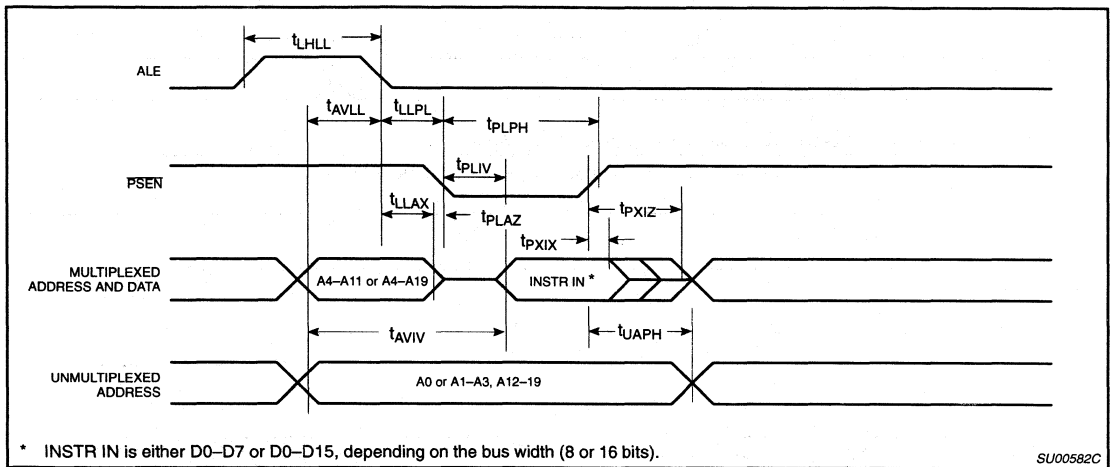 tLHLL
ALE
tAVLL
tLLPL
tPLPH
PSEN
tPLIV
tLLAX
tPLAZ
tPXIZ
tPXIX
MULTIPLEXED
ADDRESS AND DATA
A4–A11 or A4–A19
INSTR IN *
tAVIV
tUAPH
UNMULTIPLEXED
ADDRESS
A0 or A1–A3, A12–19
* INSTR IN is either D0–D7 or D0–D15, depending on the bus width (8 or 16 bits).
SU00582C